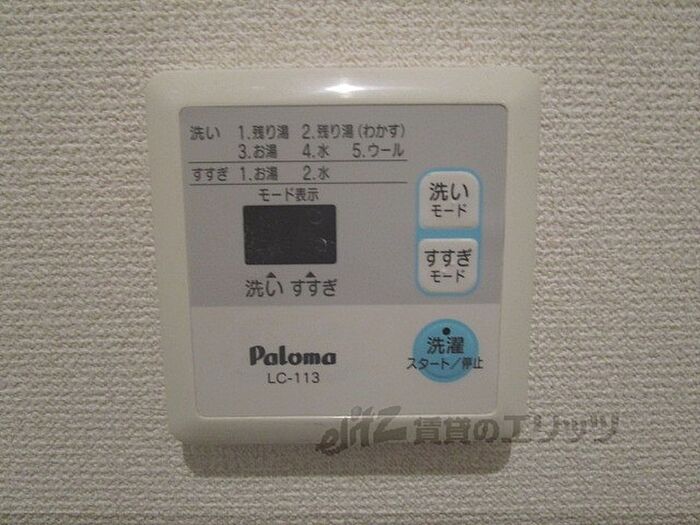 洗い 1.残り湯 2.残り湯(わかす)
3.お湯 4.水 5.ウール
すすぎ 1.お湯 2.水
モード表示
洗い すすぎ
洗い
モード
すすぎ
モード
洗濯
スタート/停止
Paloma
LC-113
elitz 賃貸のエリッツ